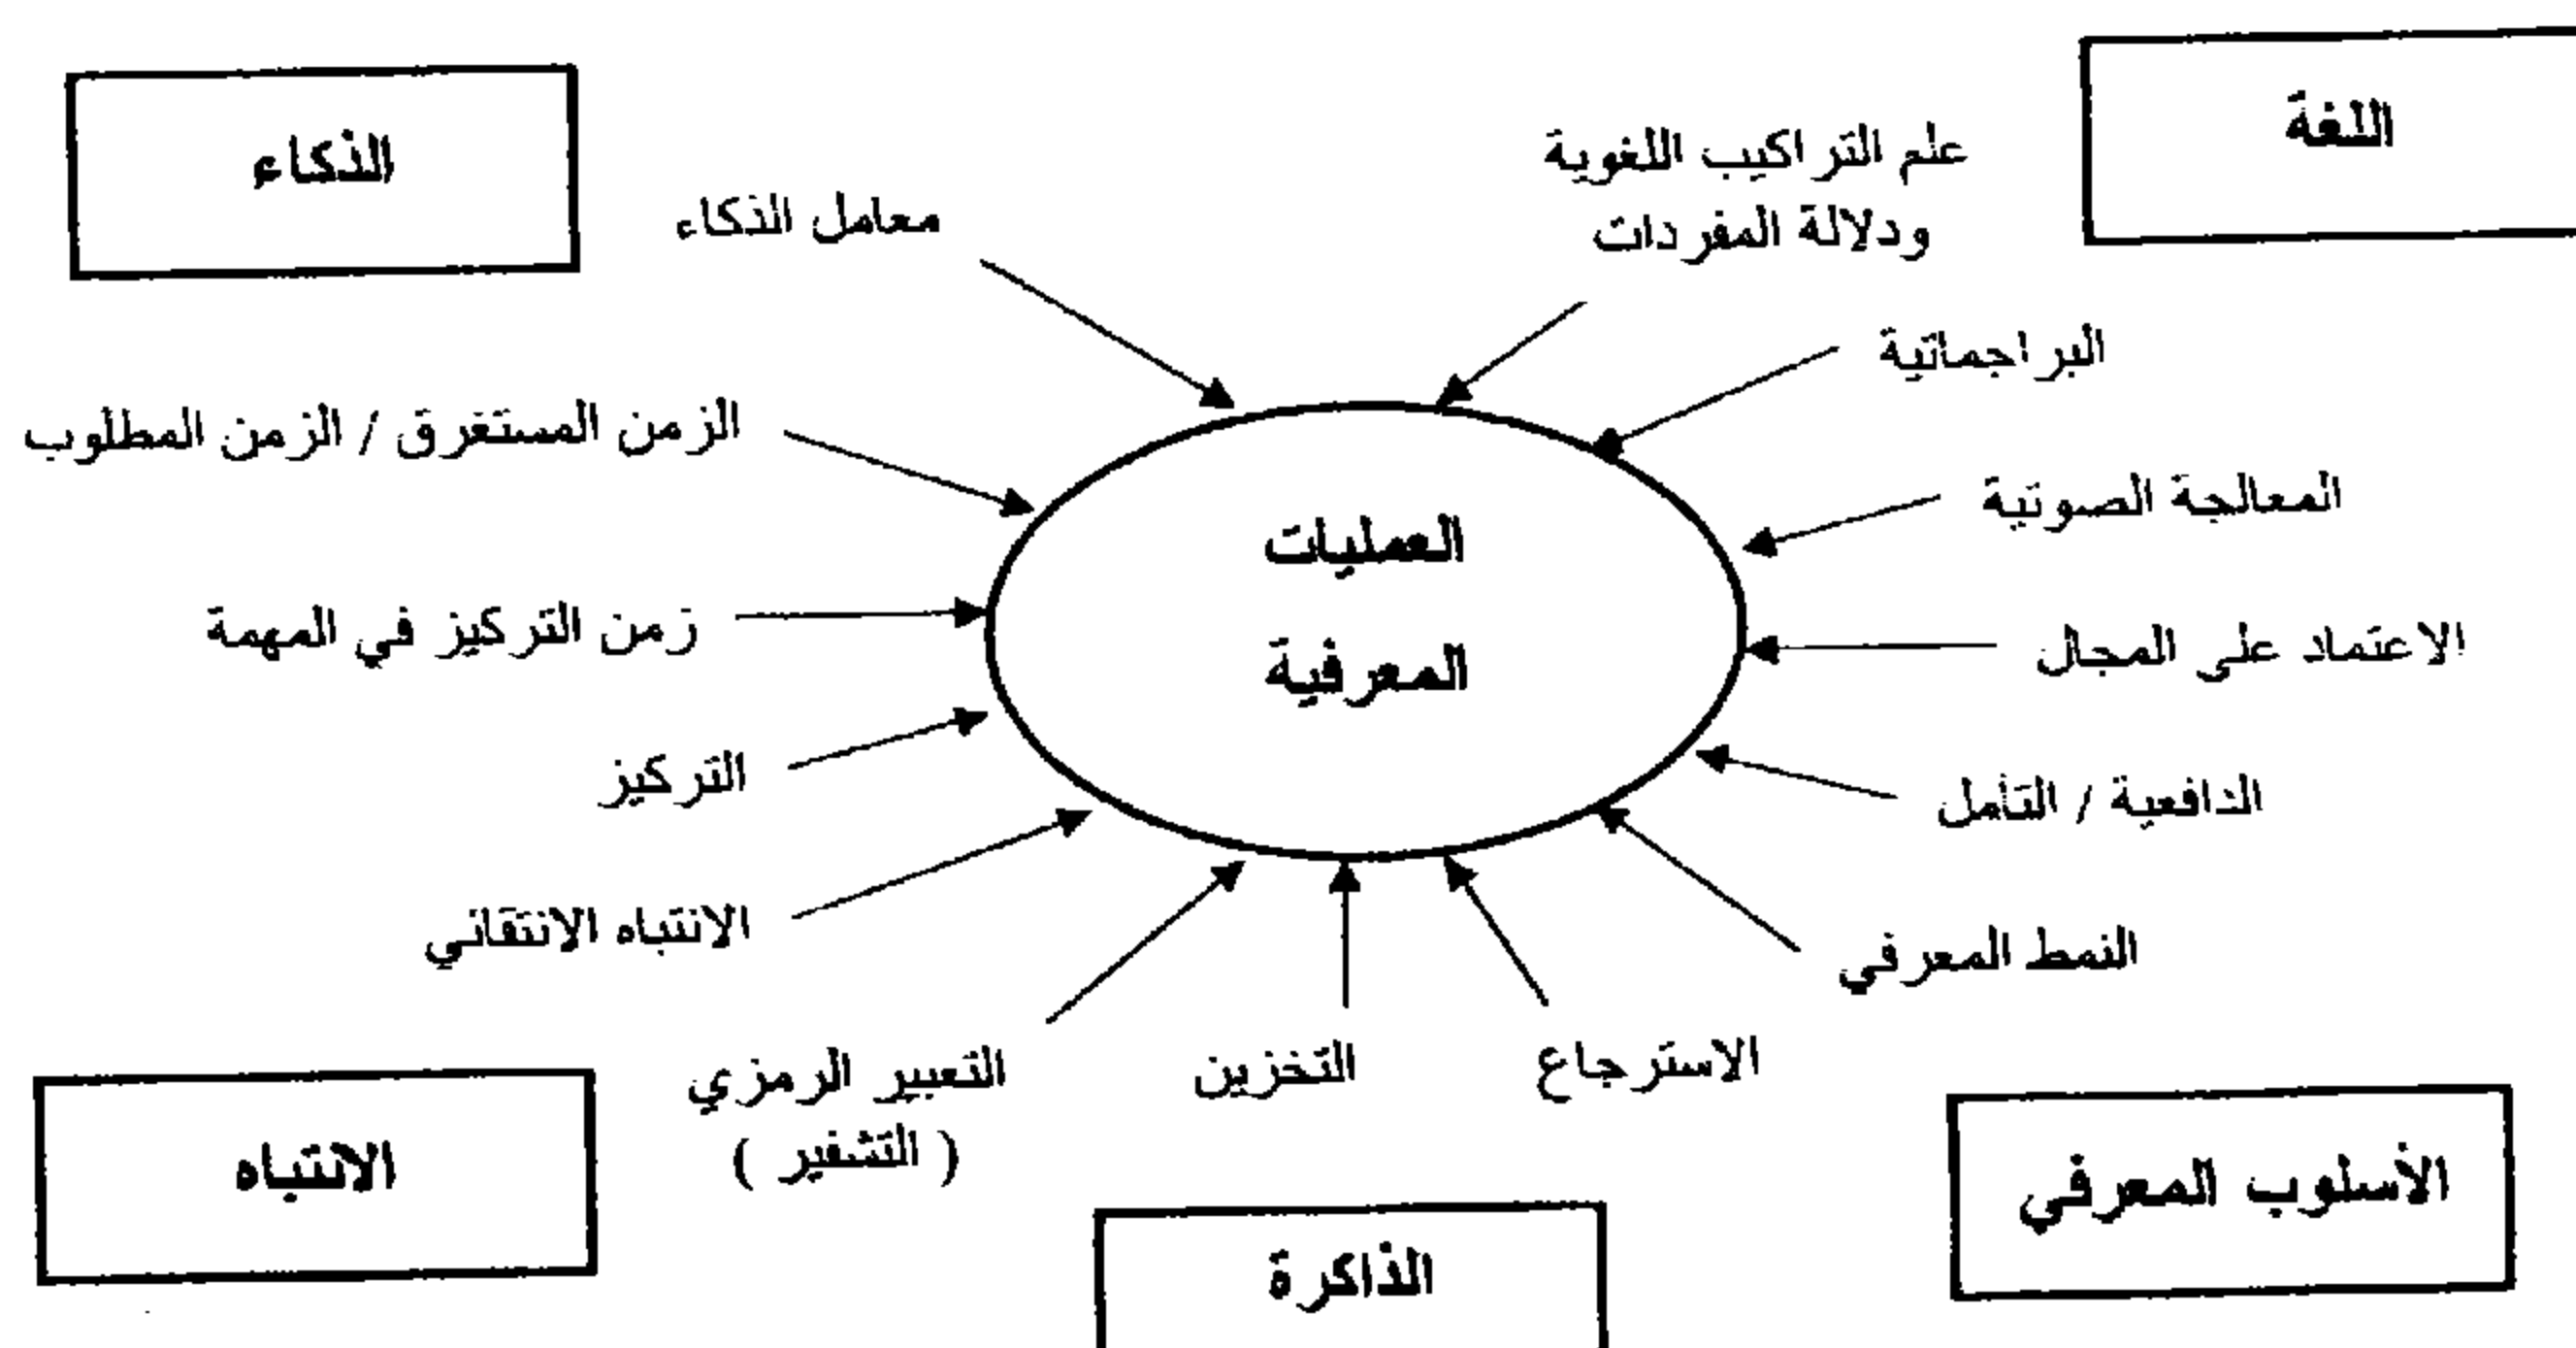 اللغة
الذكاء
علم التراكيب اللغوية
ودلالة المفردات
معامل الذكاء
البراجماتية
الزمن المستغرق / الزمن المطلوب
المعالجة الصوتية
العمليات
المعرفية
زمن التركيز في المهمة
الاعتماد على المجال
التركيز
الدافعية / التأمل
الانتباه الانتقائي
النمط المعرفي
الاسترجاع
التخزين
التعبير الرمزي
( التشفير )
الأسلوب المعرفي
الانتباه
الذاكرة